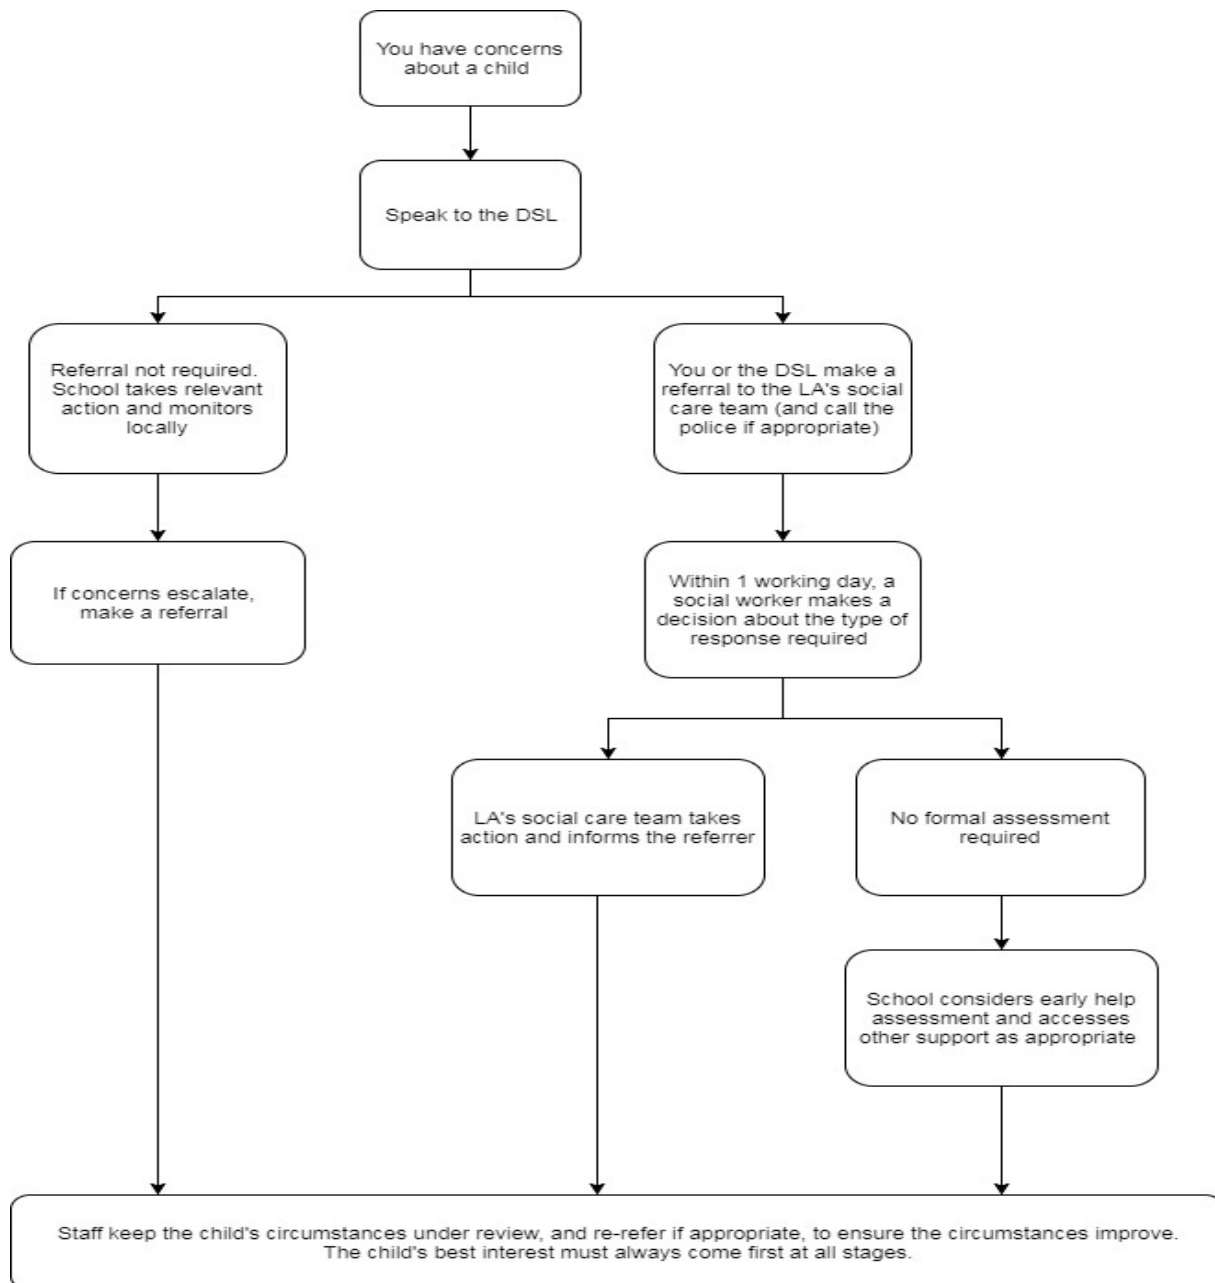 You have concerns
about a child
Speak to the DSL
Referral not required.
School takes relevant
action and monitors
locally
You or the DSL make a
referral to the LA's social
care team (and call the
police if appropriate)
If concerns escalate,
make a referral
Within 1 working day, a
social worker makes a
decision about the type of
response required
LA's social care team takes
action and informs the referrer
No formal assessment
required
School considers early help
assessment and accesses
other support as appropriate
Staff keep the child's circumstances under review, and re-refer if appropriate, to ensure the circumstances improve.
The child's best interest must always come first at all stages.